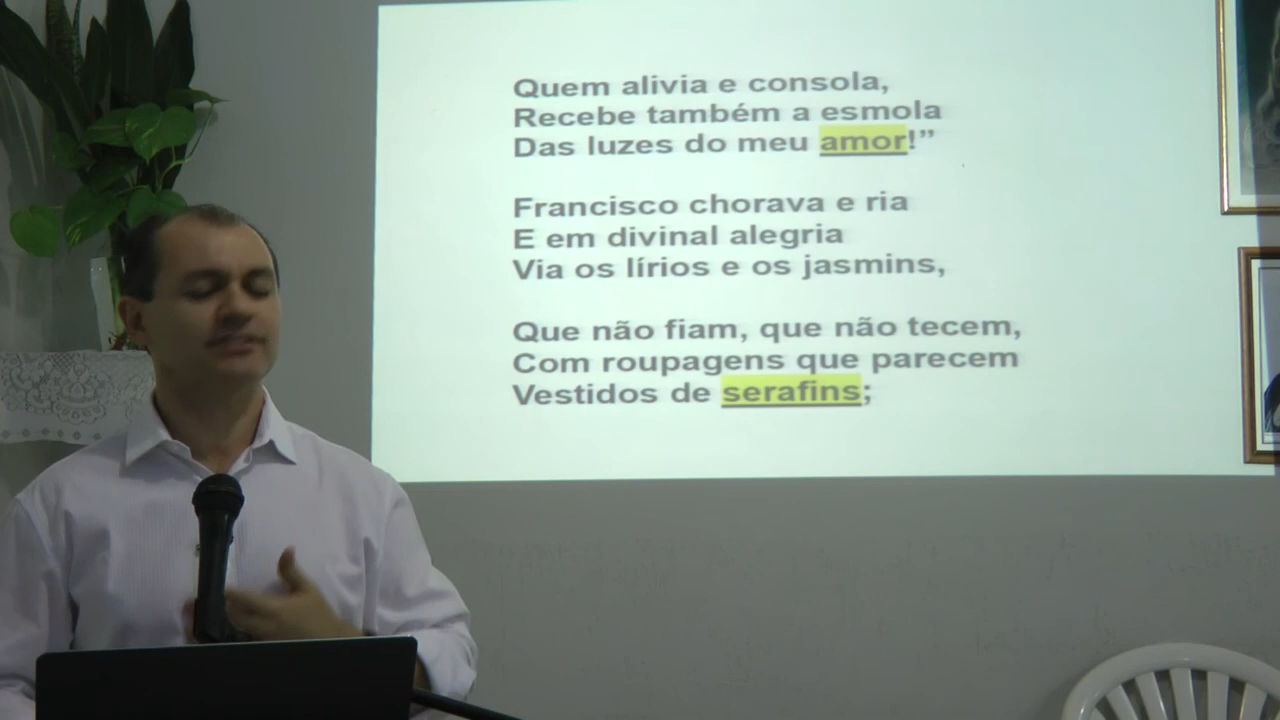 Quem alivia e consola,
Recebe também a esmola
Das luzes do meu amor!”
Francisco chorava e ria
E em divinal alegria
Via os lírios e os jasmins,
Que não fiam, que não tecem,
Com roupagens que parecem
Vestidos de serafins;